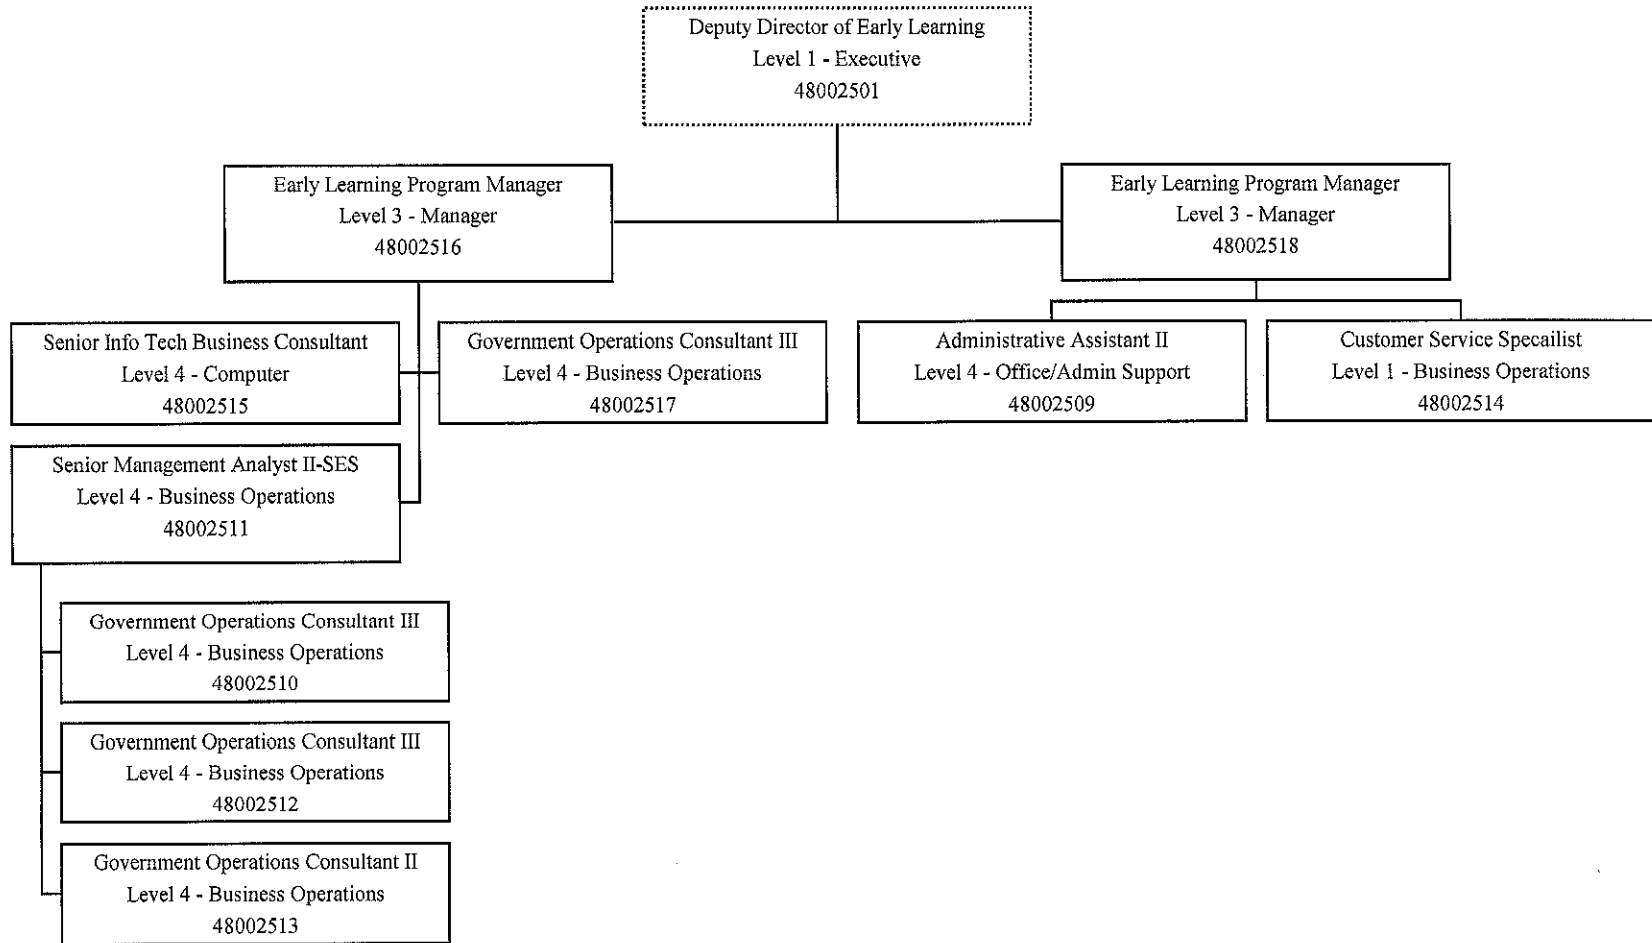 Deputy Director of Early Learning
Level 1 - Executive
48002501
Early Learning Program Manager
Level 3 - Manager
48002516
Early Learning Program Manager
Level 3 - Manager
48002518
Senior Info Tech Business Consultant
Level 4 - Computer
48002515
Government Operations Consultant III
Level 4 - Business Operations
48002517
Administrative Assistant II
Level 4 - Office/Admin Support
48002509
Customer Service Specailist
Level 1 - Business Operations
48002514
Senior Management Analyst II-SES
Level 4 - Business Operations
48002511
Government Operations Consultant III
Level 4 - Business Operations
48002510
Government Operations Consultant III
Level 4 - Business Operations
48002512
Government Operations Consultant II
Level 4 - Business Operations
48002513